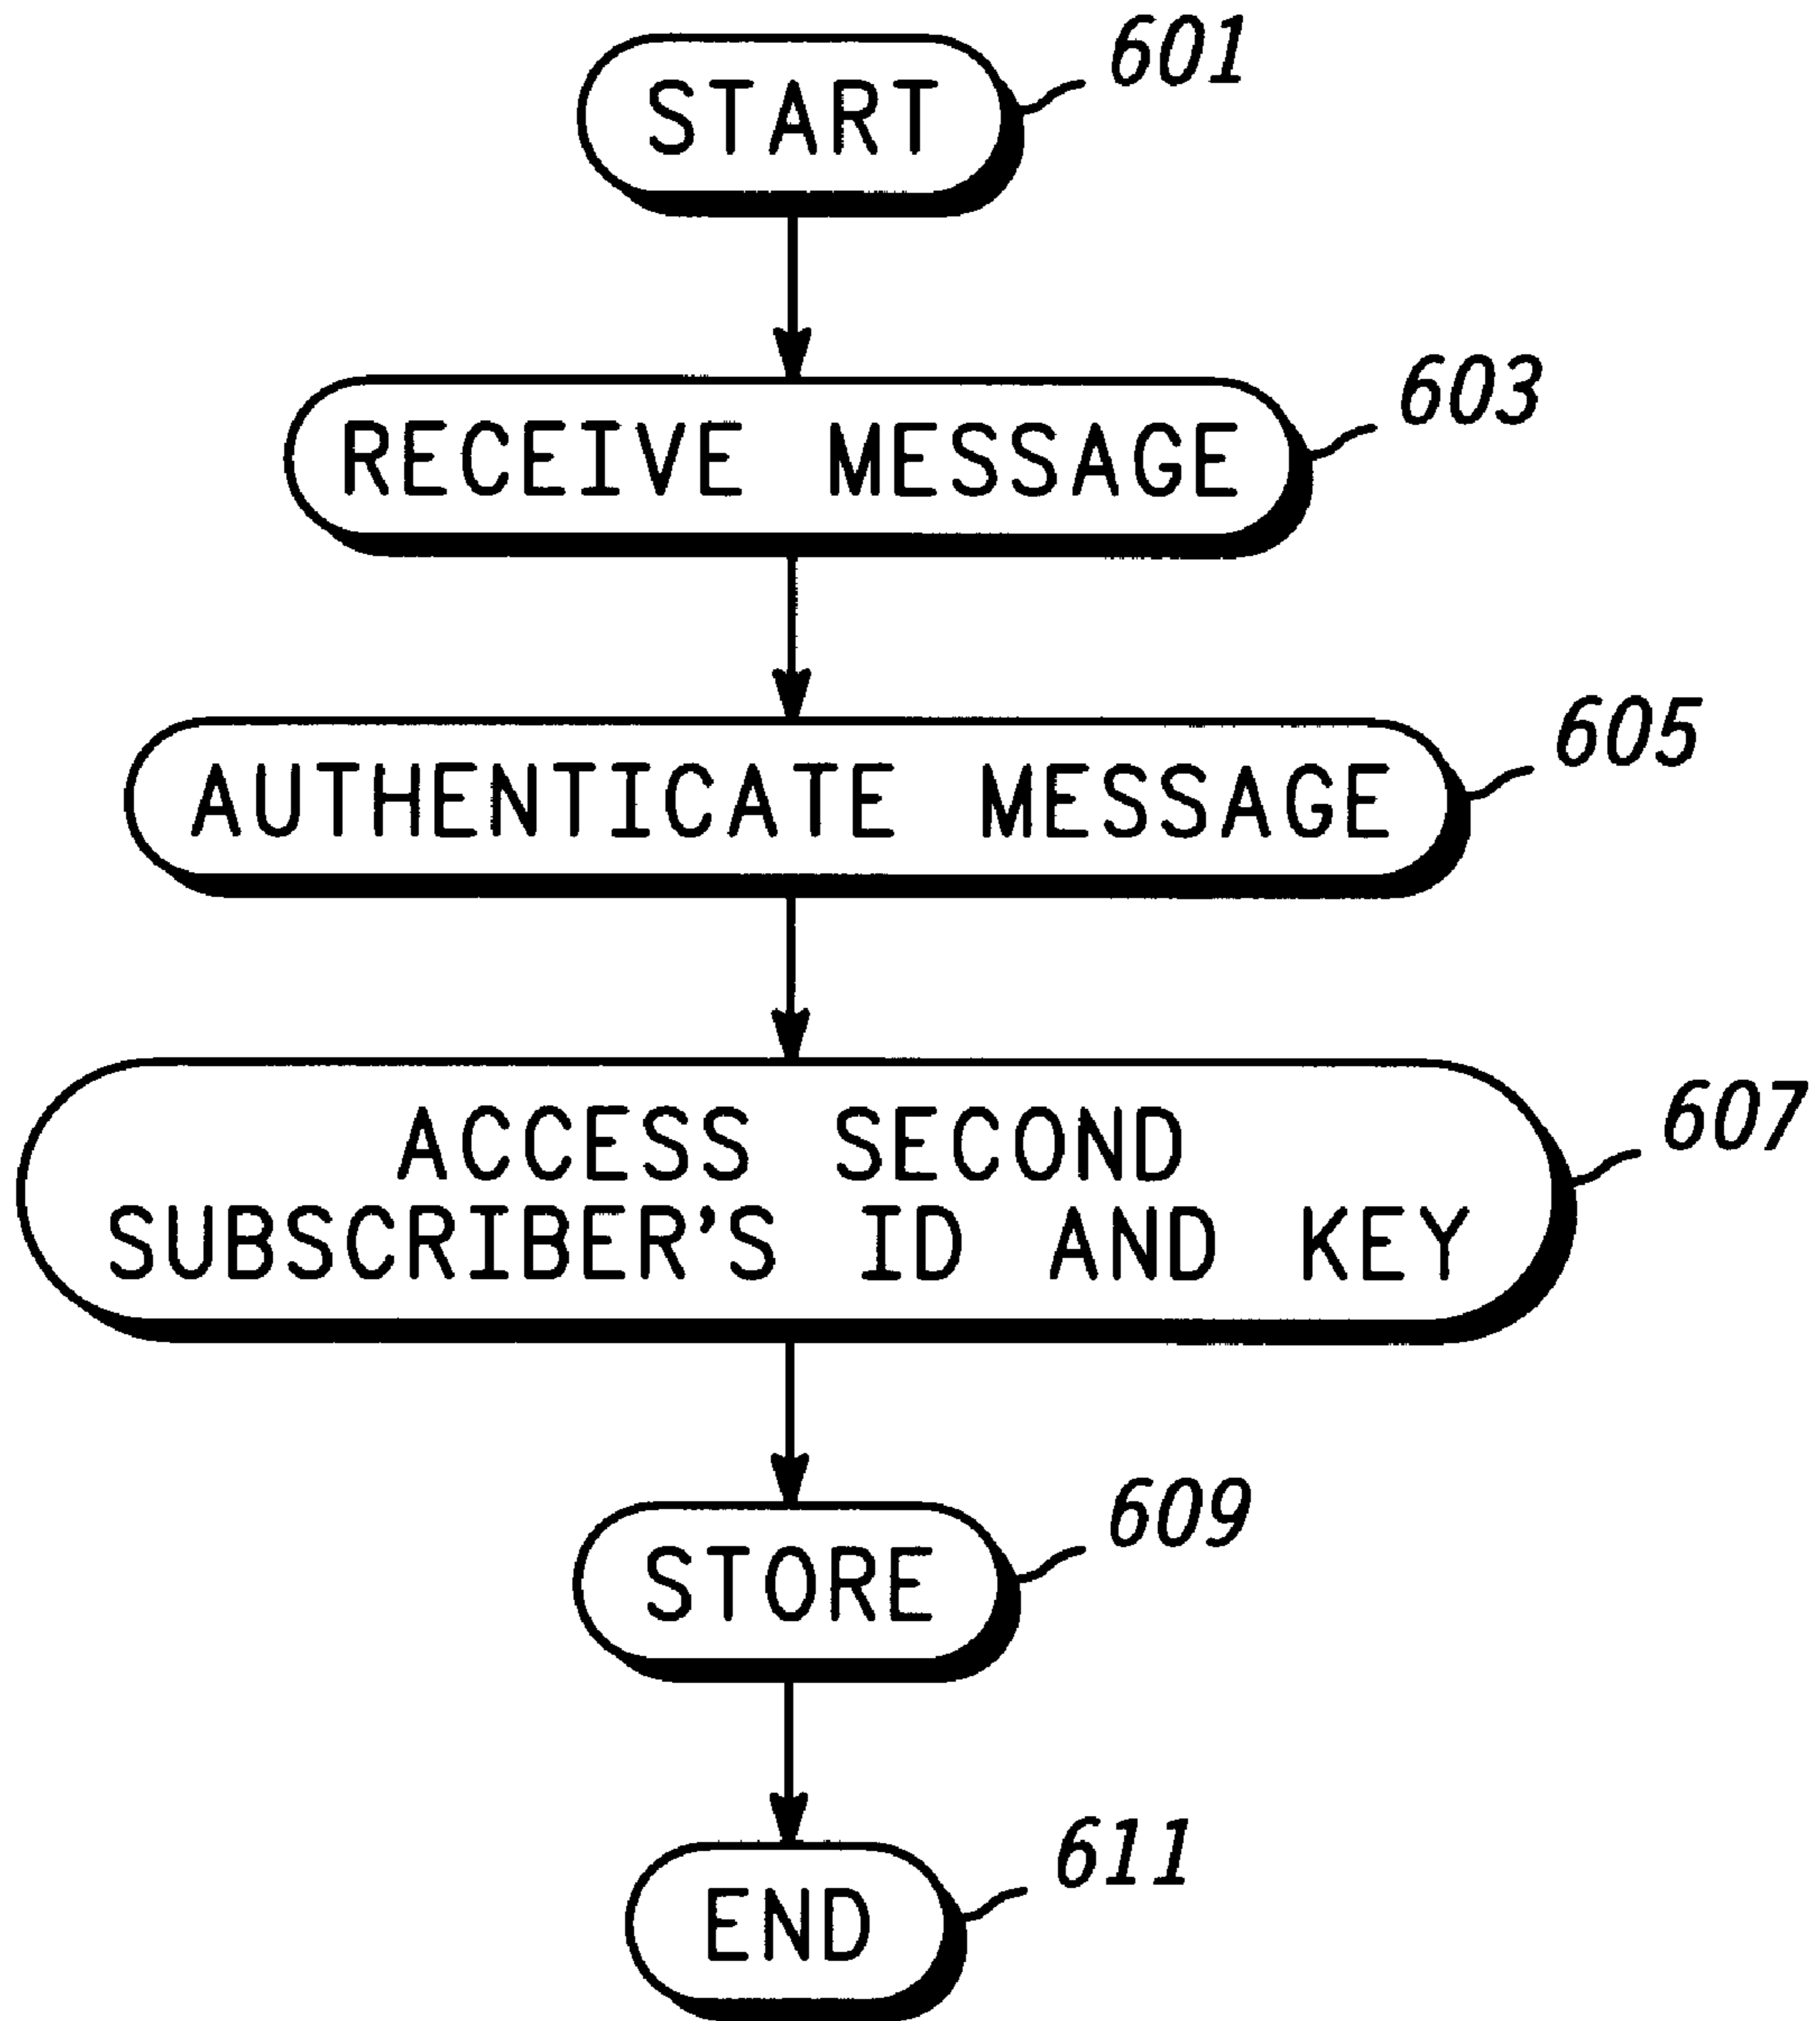 START
601
RECEIVE MESSAGE
603
AUTHENTICATE MESSAGE
605
ACCESS SECOND
SUBSCRIBER'S ID AND KEY
607
STORE
609
END
611